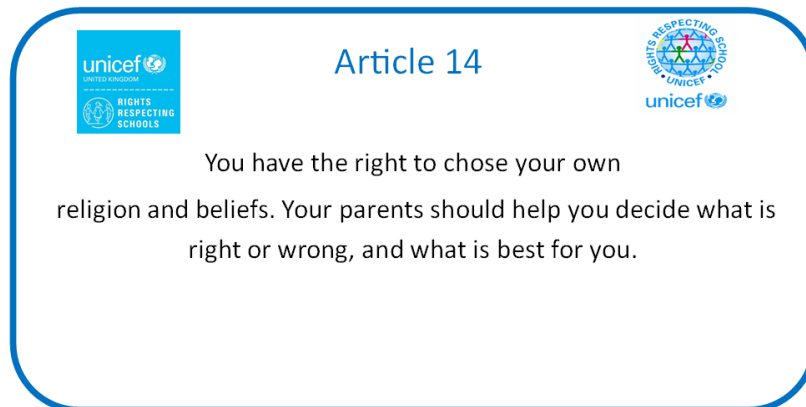 unicef
UNITED KINGDOM
RIGHTS
RESPECTING
SCHOOLS
Article 14
RIGHTS RESPECTING SCHOOL
UNICEF
unicef
You have the right to chose your own
religion and beliefs. Your parents should help you decide what is
right or wrong, and what is best for you.